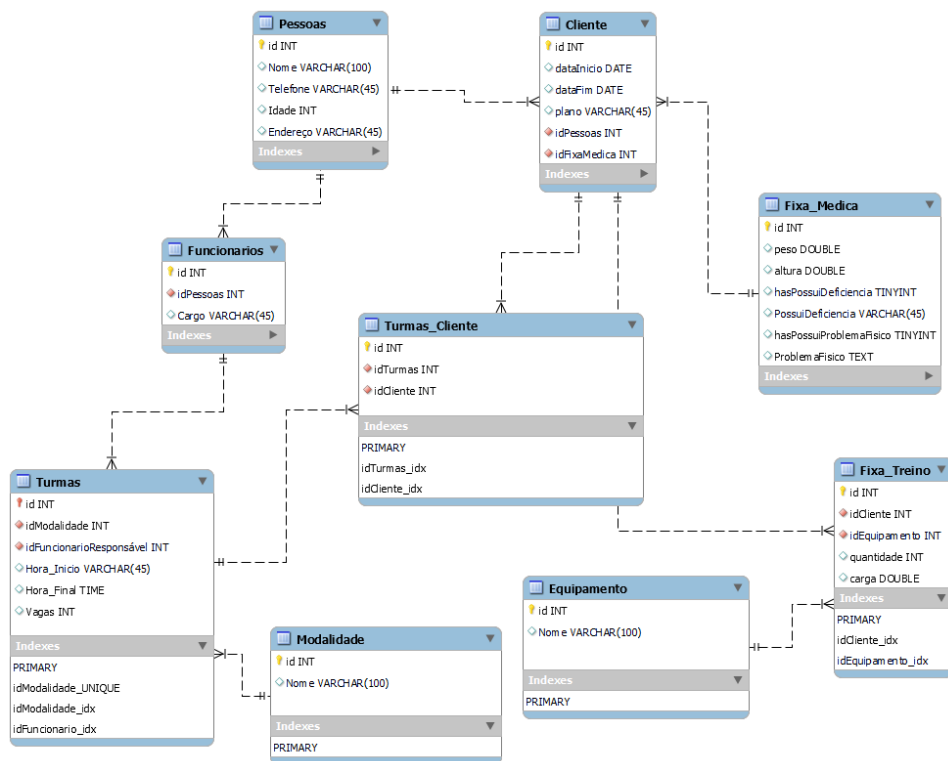 Pessoas
id INT
Nome VARCHAR(100)
Telefone VARCHAR(45)
Idade INT
Endereço VARCHAR(45)
Indexes
Cliente
id INT
dataInicio DATE
dataFim DATE
plano VARCHAR(45)
idPessoas INT
idFixaMedica INT
Indexes
Fixa_Medica
id INT
peso DOUBLE
altura DOUBLE
hasPossuiDeficiencia TINYINT
PossuiDeficiencia VARCHAR(45)
hasPossuiProblemaFisico TINYINT
ProblemaFisico TEXT
Indexes
Funcionarios
id INT
idPessoas INT
Cargo VARCHAR(45)
Indexes
Turmas_Cliente
id INT
idTurmas INT
idCliente INT
Indexes
PRIMARY
idTurmas_idx
idCliente_idx
Turmas
id INT
idModalidade INT
idFuncionarioResponsável INT
Hora_Inicio VARCHAR(45)
Hora_Final TIME
Vagas INT
Indexes
PRIMARY
idModalidade_UNIQUE
idModalidade_idx
idFuncionario_idx
Modalidade
id INT
Nome VARCHAR(100)
Indexes
PRIMARY
Equipamento
id INT
Nome VARCHAR(100)
Indexes
PRIMARY
Fixa_Treino
id INT
idCliente INT
idEquipamento INT
quantidade INT
carga DOUBLE
Indexes
PRIMARY
idCliente_idx
idEquipamento_idx